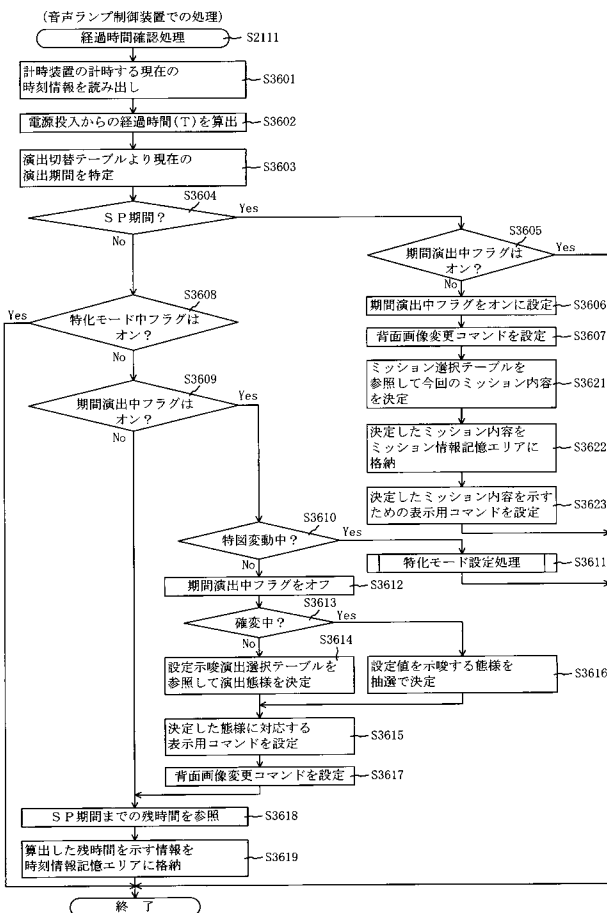 (音声ランプ制御装置での処理)
経過時間確認処理
S2111
計時装置の計時する現在の
時刻情報を読み出し
S3601
電源投入からの経過時間(T)を算出
S3602
演出切替テーブルより現在の
演出期間を特定
S3603
S3604
SP期間?
Yes
No
S3605
期間演出中フラグは
オン?
Yes
No
期間演出中フラグをオンに設定
S3606
背面画像変更コマンドを設定
S3607
ミッション選択テーブルを
参照して今回のミッション内容
を決定
S3621
決定したミッション内容を
ミッション情報記憶エリアに
格納
S3622
決定したミッション内容を示す
ための表示用コマンドを設定
S3623
S3608
Yes
特化モード中フラグは
オン?
No
S3609
期間演出中フラグは
オン?
Yes
No
S3610
特図変動中?
Yes
No
特化モード設定処理
S3611
期間演出中フラグをオフ
S3612
S3613
確変中?
Yes
No
S3614
設定示唆演出選択テーブルを
参照して演出態様を決定
設定値を示唆する態様を
抽選で決定
S3616
決定した態様に対応する
表示用コマンドを設定
S3615
背面画像変更コマンドを設定
S3617
SP期間までの残時間を参照
S3618
算出した残時間を示す情報を
時刻情報記憶エリアに格納
S3619
終了